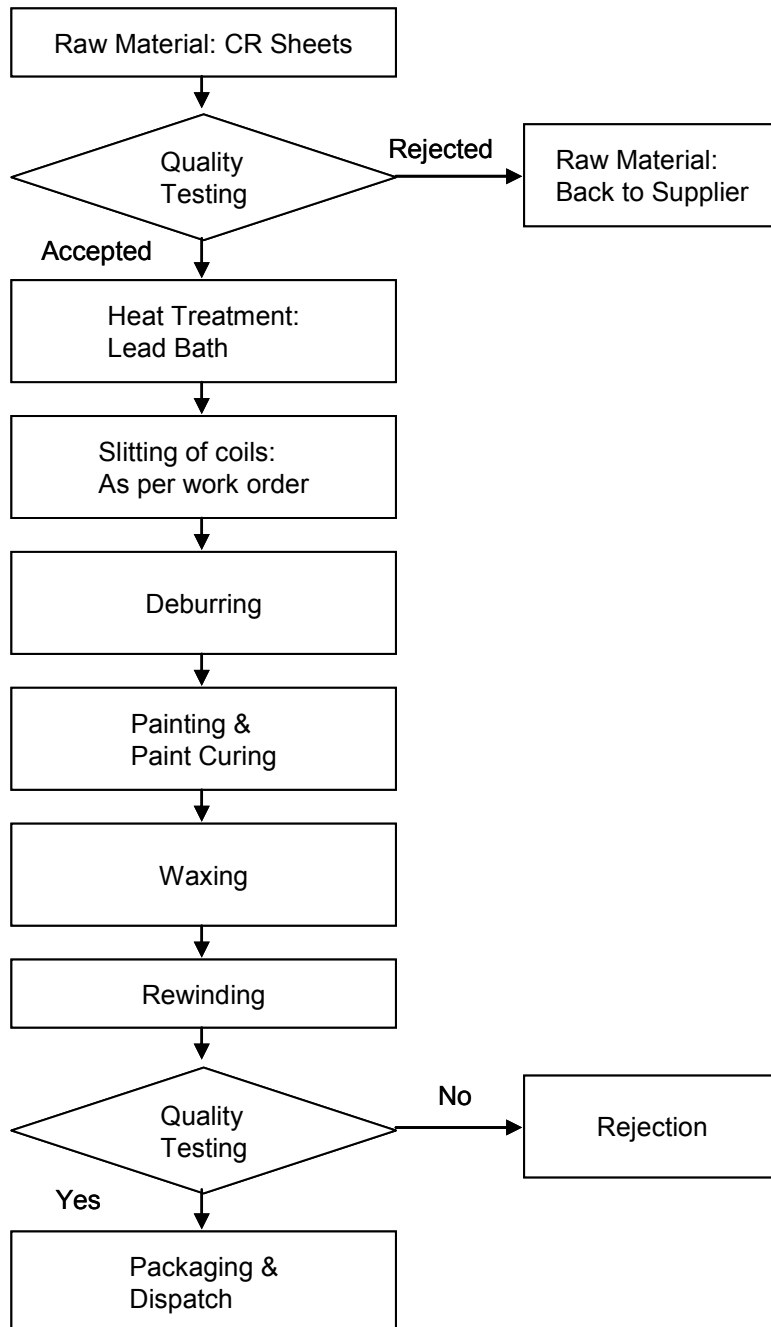 Raw Material: CR Sheets
Quality
Testing
Rejected
Raw Material:
Back to Supplier
Accepted
Heat Treatment:
Lead Bath
Slitting of coils:
As per work order
Deburring
Painting &
Paint Curing
Waxing
Rewinding
Quality
Testing
No
Rejection
Yes
Packaging &
Dispatch